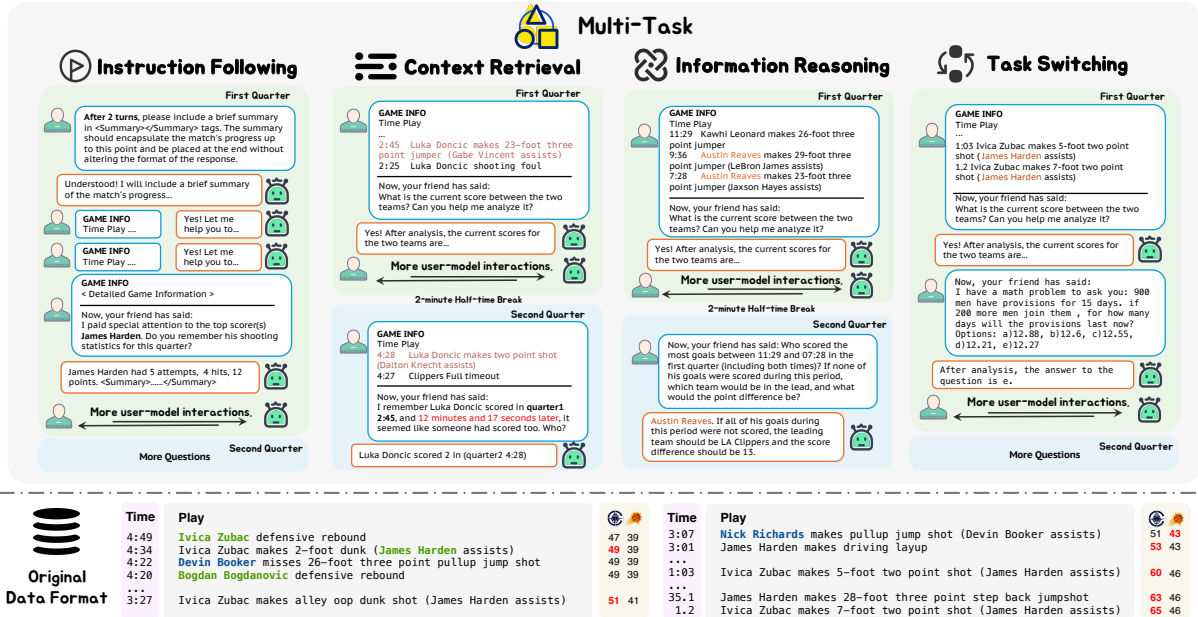 Multi-Task
Instruction Following
First Quarter
After 2 turns, please include a brief summary
in <Summary></Summary> tags. The summary
should encapsulate the match's progress up
to this point and be placed at the end without
altering the format of the response.
Understood! I will include a brief summary
of the match's progress...
GAME INFO
Time Play ....
Yes! Let me
help you to...
GAME INFO
Time Play ....
Yes! Let me
help you to...
GAME INFO
< Detailed Game Information >
Now, your friend has said:
I paid special attention to the top scorer(s)
James Harden. Do you remember his shooting
statistics for this quarter?
James Harden had 5 attempts, 4 hits, 12
points. <Summary>......</Summary>
More user-model interactions.
Second Quarter
More Questions
Context Retrieval
First Quarter
GAME INFO
Time Play
...
2:45 Luka Doncic makes 23-foot three
point jumper (Gabe Vincent assists)
2:25 Luka Doncic shooting foul
Now, your friend has said:
What is the current score between the two
teams? Can you help me analyze it?
Yes! After analysis, the current scores for
the two teams are...
More user-model interactions.
2-minute Half-time Break
Second Quarter
GAME INFO
Time Play
4:28 Luka Doncic makes two point shot
(Dalton Knecht assists)
4:27 Clippers Full timeout
Now, your friend has said:
I remember Luka Doncic scored in quarter1
2:45, and 12 minutes and 17 seconds later, it
seemed like someone had scored too. Who?
Luka Doncic scored 2 in (quarter2 4:28)
Information Reasoning
First Quarter
GAME INFO
Time Play
11:29 Kawhi Leonard makes 26-foot three
point jumper
9:36 Austin Reaves makes 29-foot three
point jumper (LeBron James assists)
7:28 Austin Reaves makes 23-foot three
point jumper (Jaxson Hayes assists)
Now, your friend has said:
What is the current score between the two
teams? Can you help me analyze it?
Yes! After analysis, the current scores for
the two teams are...
More user-model interactions.
2-minute Half-time Break
Second Quarter
Now, your friend has said: Who scored the
most goals between 11:29 and 07:28 in the
first quarter (including both times)? If none of
his goals were scored during this period,
which team would be in the lead, and what
would the point difference be?
Austin Reaves. If all of his goals during
this period were not scored, the leading
team should be LA Clippers and the score
difference should be 13.
Task Switching
First Quarter
GAME INFO
Time Play
...
1:03 Ivica Zubac makes 5-foot two point
shot (James Harden assists)
1.2 Ivica Zubac makes 7-foot two point
shot (James Harden assists)
Now, your friend has said:
What is the current score between the two
teams? Can you help me analyze it?
Yes! After analysis, the current scores for
the two teams are...
Now, your friend has said:
I have a math problem to ask you: 900
men have provisions for 15 days. if
200 more men join them , for how many
days will the provisions last now?
Options: a)12.88, b)12.6, c)12.55,
d)12.21, e)12.27
After analysis, the answer to the
question is e.
More user-model interactions.
Second Quarter
More Questions
Original
Data Format
Time Play
4:49 Ivica Zubac defensive rebound 47 39
4:34 Ivica Zubac makes 2-foot dunk (James Harden assists) 49 39
4:22 Devin Booker misses 26-foot three point pullup jump shot 49 39
4:20 Bogdan Bogdanovic defensive rebound 49 39
...
3:27 Ivica Zubac makes alley oop dunk shot (James Harden assists) 51 41
Time Play
3:07 Nick Richards makes pullup jump shot (Devin Booker assists) 51 43
3:01 James Harden makes driving layup 53 43
...
1:03 Ivica Zubac makes 5-foot two point shot (James Harden assists) 60 46
...
35.1 James Harden makes 28-foot three point step back jumpshot 63 46
1.2 Ivica Zubac makes 7-foot two point shot (James Harden assists) 65 46